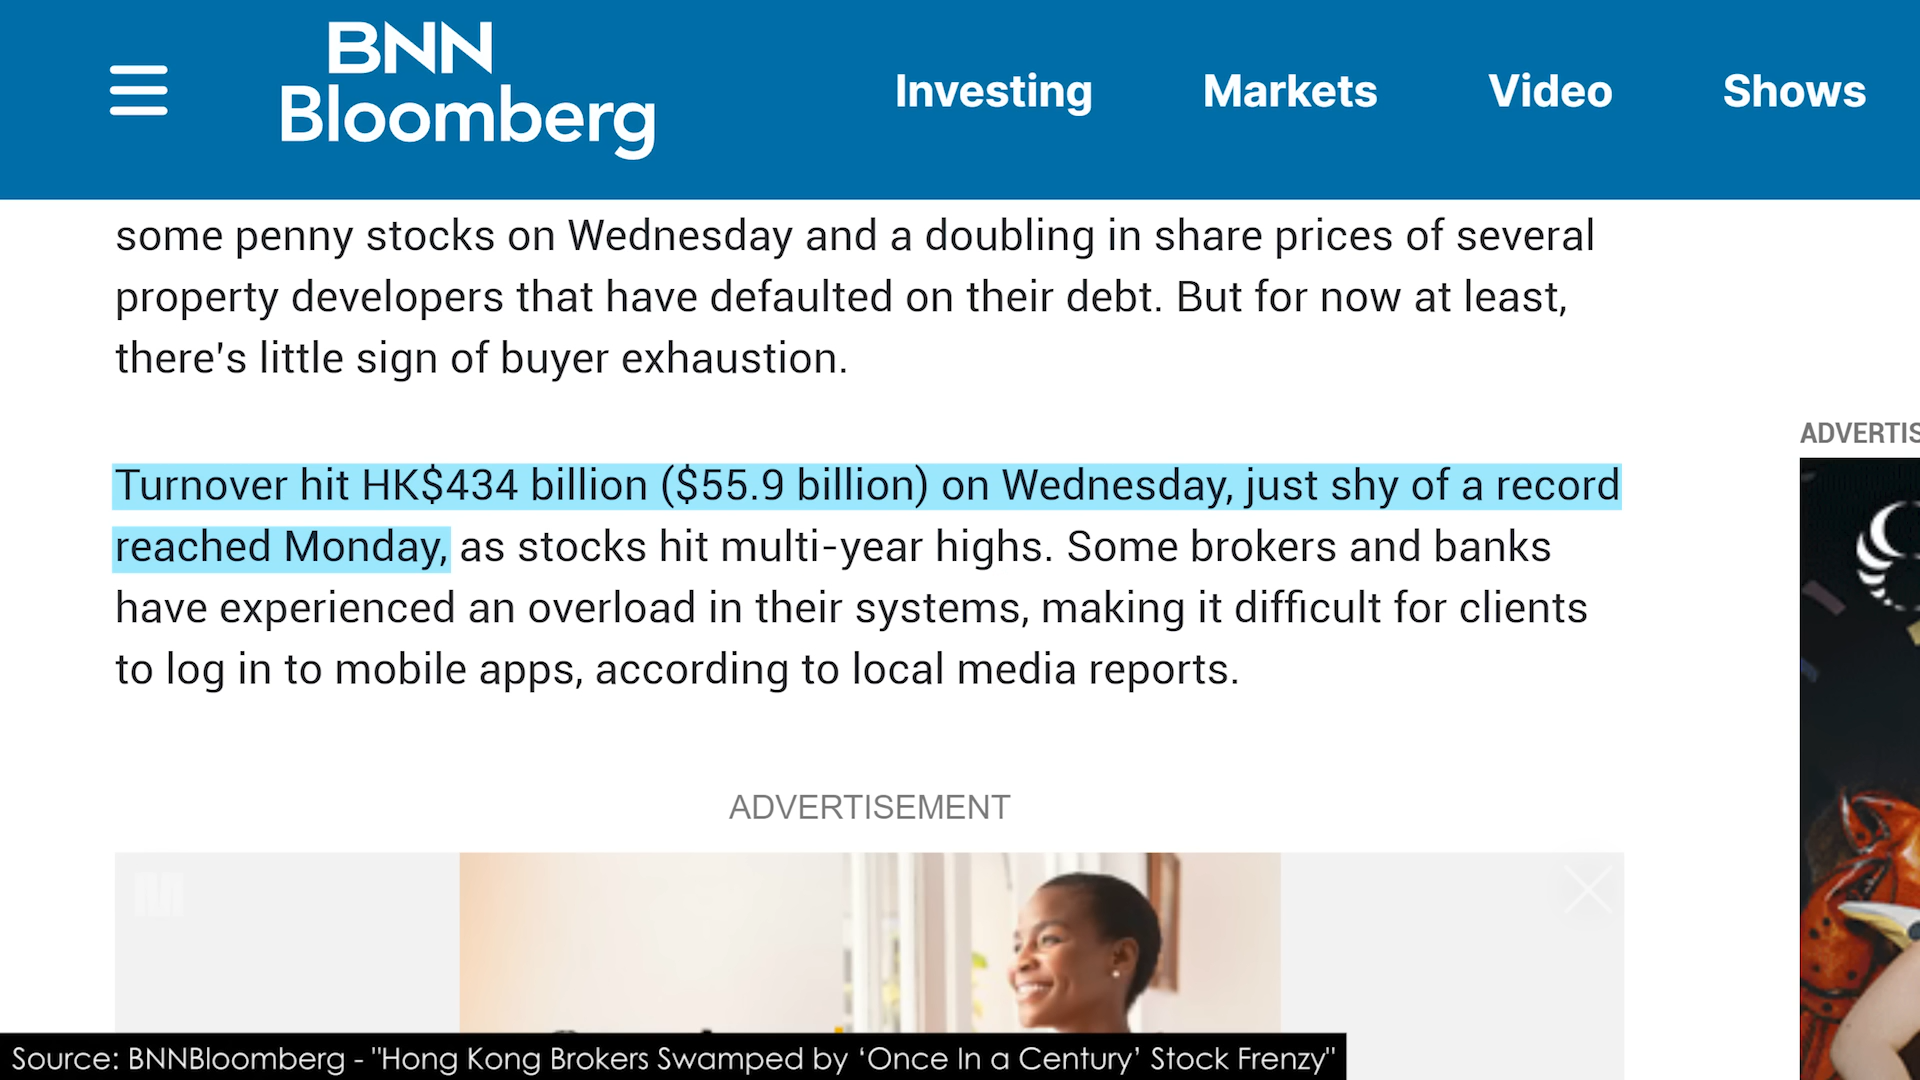 BNN
Bloomberg
Investing
Markets
Video
Shows
some penny stocks on Wednesday and a doubling in share prices of several
property developers that have defaulted on their debt. But for now at least,
there's little sign of buyer exhaustion.
ADVERTIS
Turnover hit HK$434 billion ($55.9 billion) on Wednesday, just shy of a record
reached Monday, as stocks hit multi-year highs. Some brokers and banks
have experienced an overload in their systems, making it difficult for clients
to log in to mobile apps, according to local media reports.
ADVERTISEMENT
Source: BNNBloomberg - "Hong Kong Brokers Swamped by ‘Once In a Century’ Stock Frenzy"